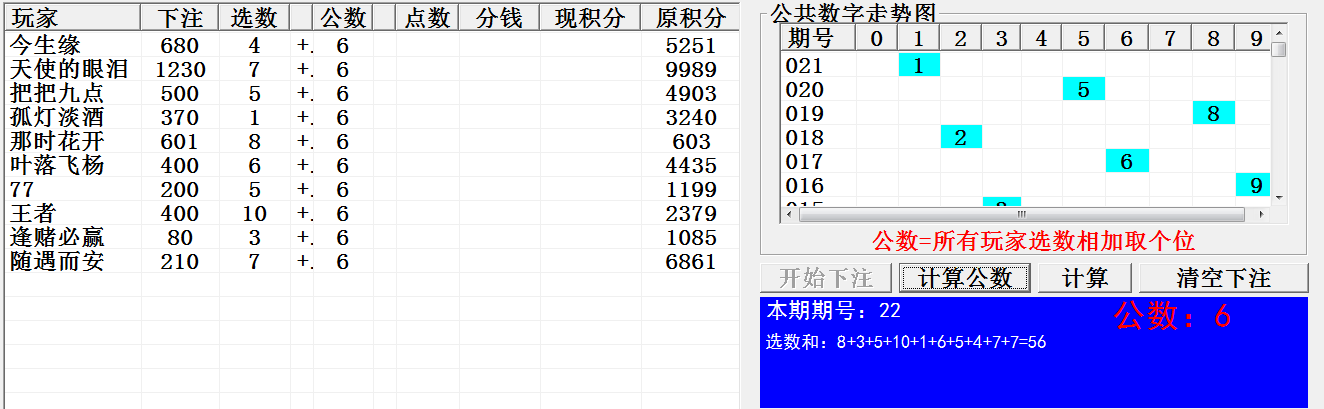 玩家 下注 选数 公数 点数 分钱 现积分 原积分
今生缘 680 4 +. 6 5251
天使的眼泪 1230 7 +. 6 9989
把把九点 500 5 +. 6 4903
孤灯淡酒 370 1 +. 6 3240
那时花开 601 8 +. 6 603
叶落飞杨 400 6 +. 6 4435
77 200 5 +. 6 1199
王者 400 10 +. 6 2379
逢赌必赢 80 3 +. 6 1085
随遇而安 210 7 +. 6 6861
公共数字走势图
期号 0 1 2 3 4 5 6 7 8 9
021 1
020 5
019 8
018 2
017 6
016 9
015 3
公数=所有玩家选数相加取个位
开始下注 计算公数 计算 清空下注
本期期号：22 公数：6
选数和：8+3+5+10+1+6+5+4+7+7=56